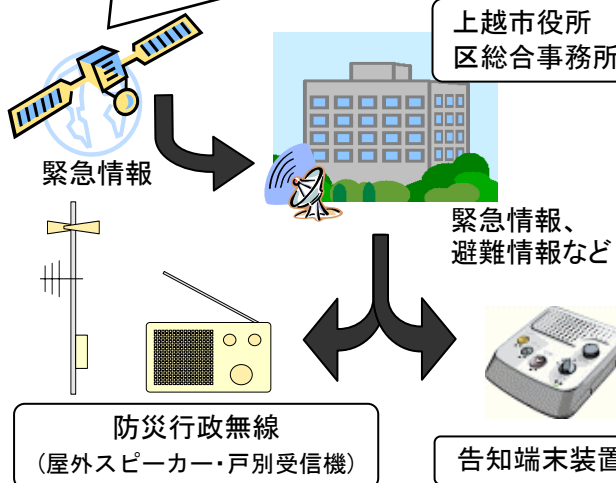 上越市役所
区総合事務所
緊急情報
緊急情報、
避難情報など
防災行政無線
(屋外スピーカー・戸別受信機)
告知端末装置